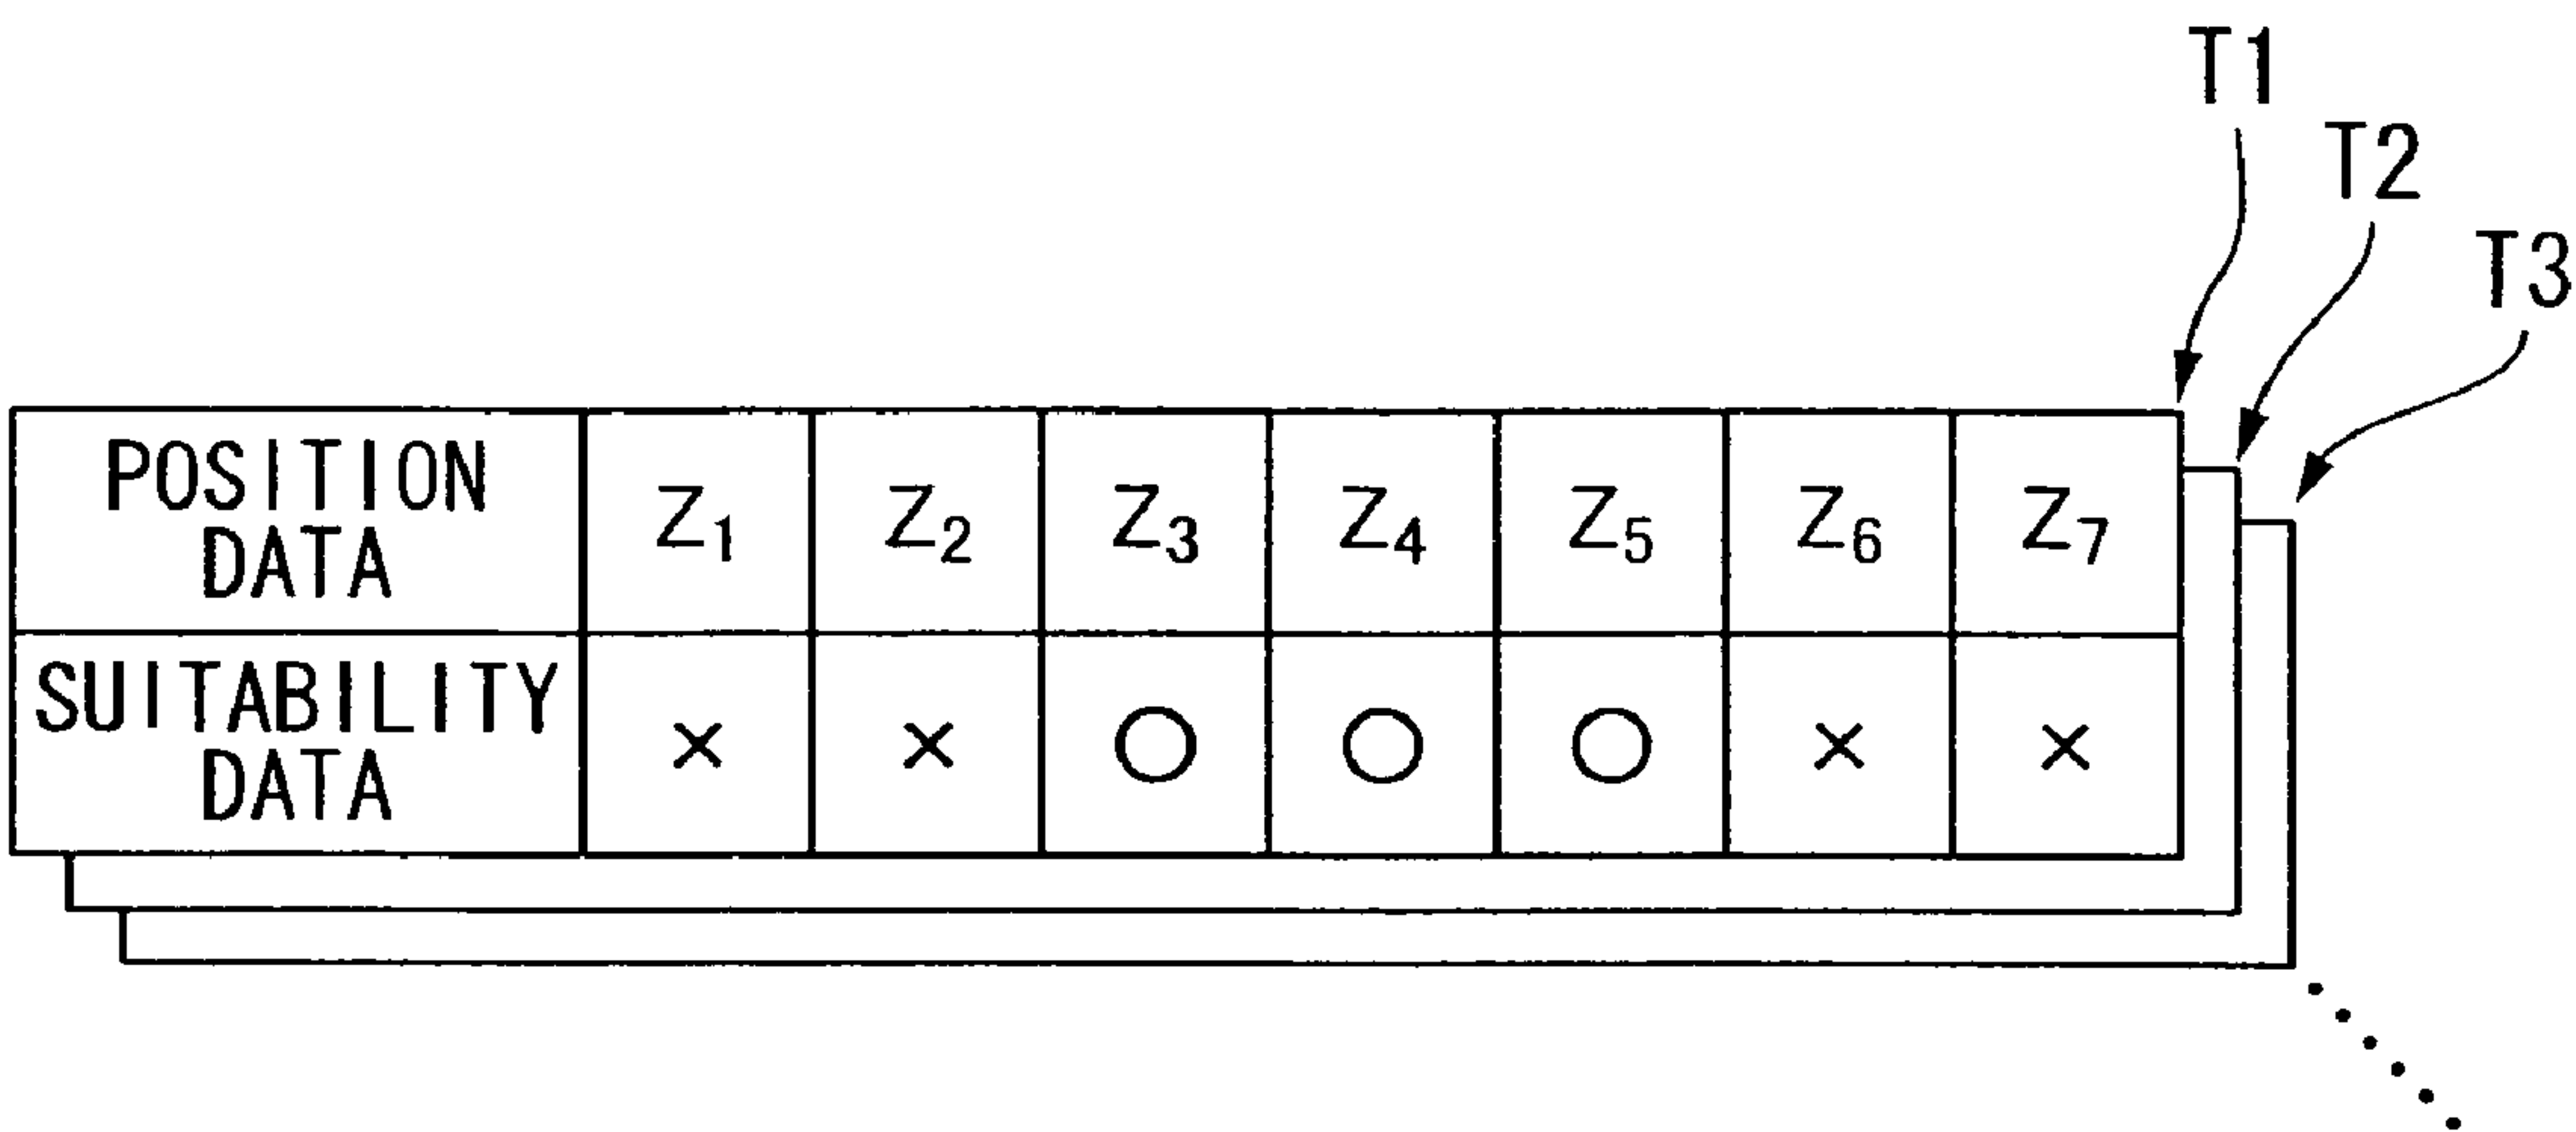 T1
T2
T3
POSITION DATA Z₁ Z₂ Z₃ Z₄ Z₅ Z₆ Z₇
SUITABILITY DATA × × ○ ○ ○ × ×